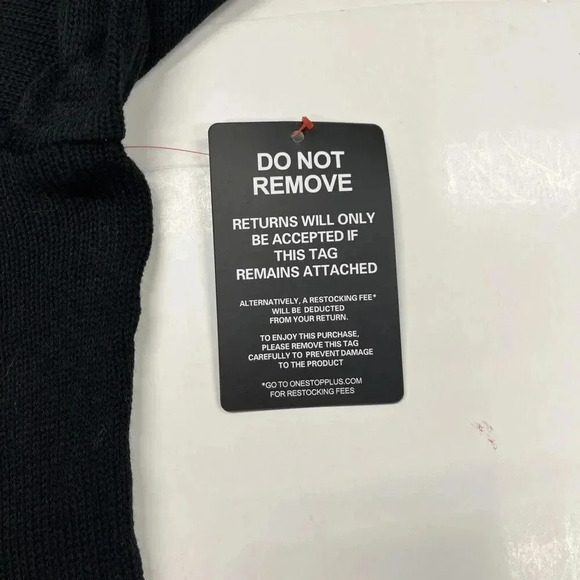 DO NOT
REMOVE
RETURNS WILL ONLY
BE ACCEPTED IF
THIS TAG
REMAINS ATTACHED
ALTERNATIVELY, A RESTOCKING FEE*
WILL BE DEDUCTED
FROM YOUR RETURN.
TO ENJOY THIS PURCHASE,
PLEASE REMOVE THIS TAG
CAREFULLY TO PREVENT DAMAGE
TO THE PRODUCT
*GO TO ONESTOPPLUS.COM
FOR RESTOCKING FEES